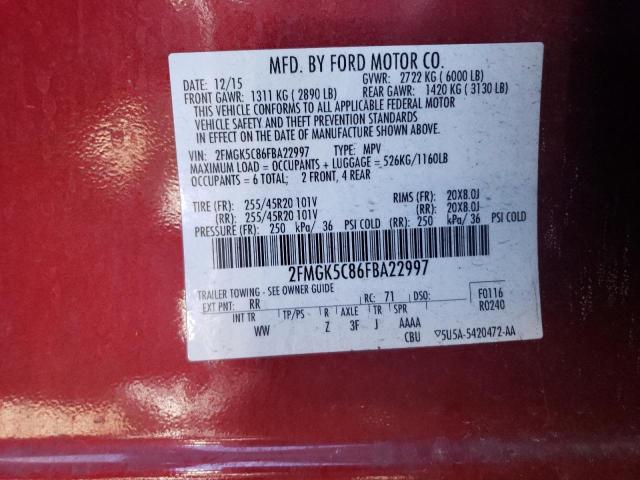 MFD. BY FORD MOTOR CO.
DATE: 12/15 GVWR: 2722 KG ( 6000 LB)
FRONT GAWR: 1311 KG ( 2890 LB) REAR GAWR: 1420 KG ( 3130 LB)
THIS VEHICLE CONFORMS TO ALL APPLICABLE FEDERAL MOTOR
VEHICLE SAFETY AND THEFT PREVENTION STANDARDS
IN EFFECT ON THE DATE OF MANUFACTURE SHOWN ABOVE.
VIN: 2FMGK5C86FBA22997 TYPE: MPV
MAXIMUM LOAD = OCCUPANTS + LUGGAGE = 526KG/1160LB
OCCUPANTS = 6 TOTAL; 2 FRONT, 4 REAR
TIRE (FR): 255/45R20 101V RIMS (FR): 20X8.0J
(RR): 255/45R20 101V (RR): 20X8.0J
PRESSURE (FR): 250 kPa/ 36 PSI COLD (RR): 250 kPa/ 36 PSI COLD
2FMGK5C86FBA22997
TRAILER TOWING - SEE OWNER GUIDE
EXT PNT: RR RC: 71 DSO: F0116
INT TR TP/PS R AXLE TR SPR R0240
WW Z 3F J AAAA
CBU ▽5U5A-5420472-AA